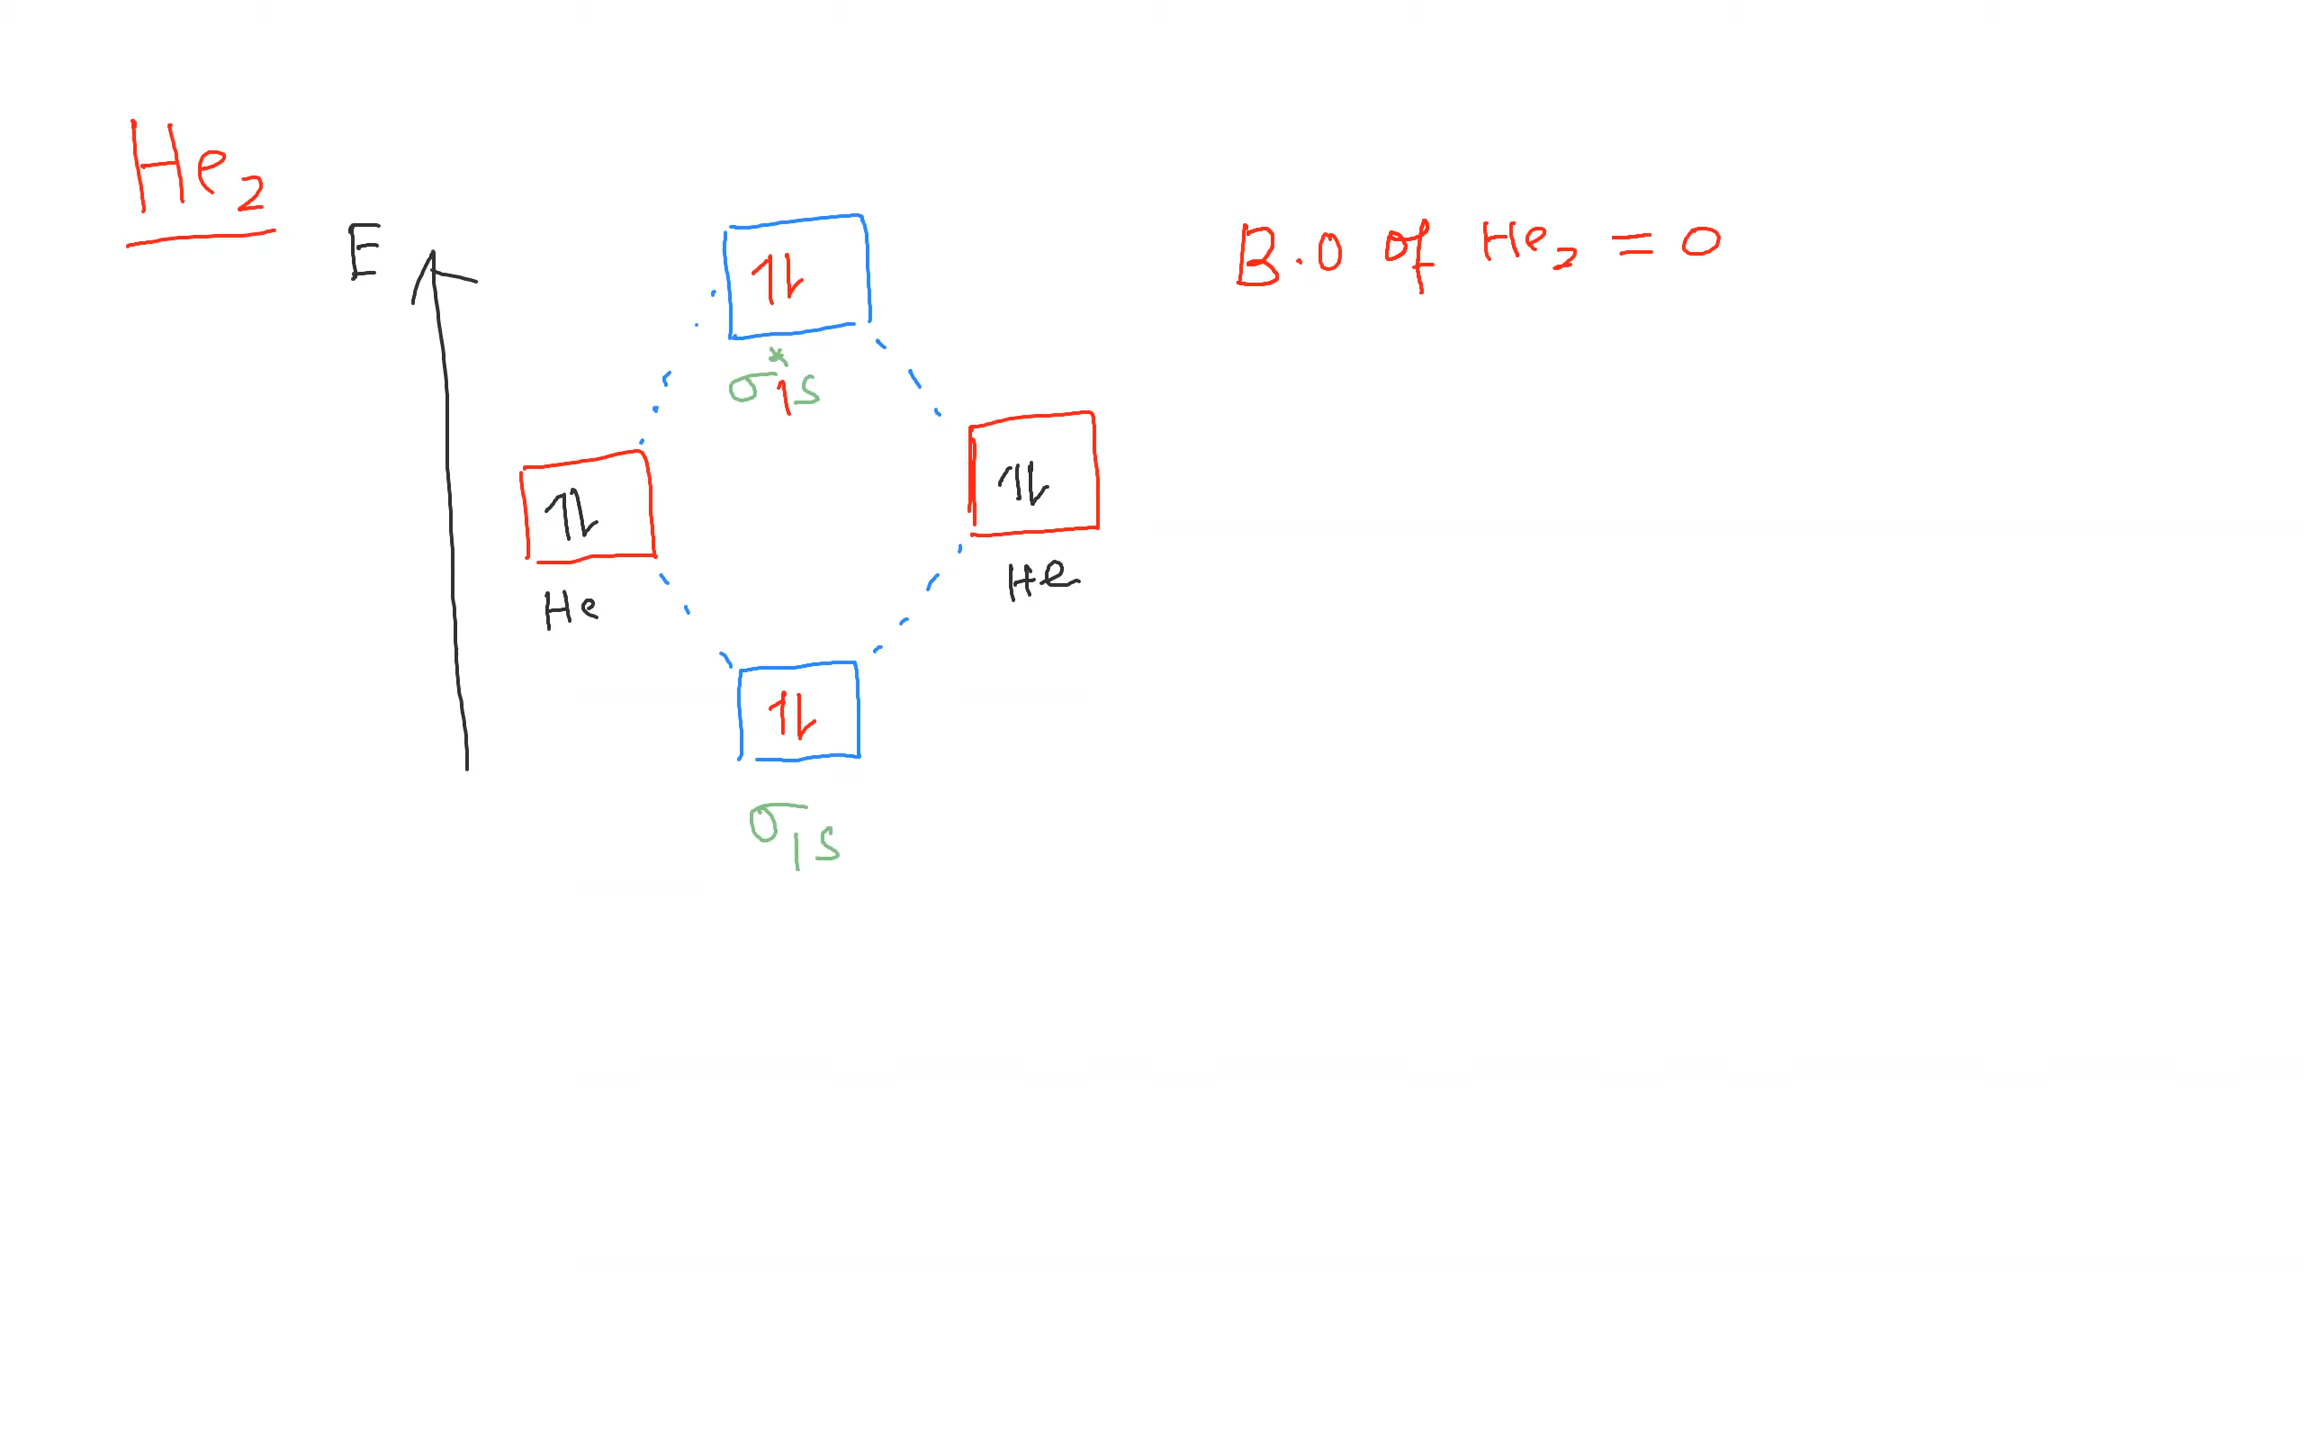 He₂
E
B.O of He₂ = 0
σ*1s
He
He
σ1s